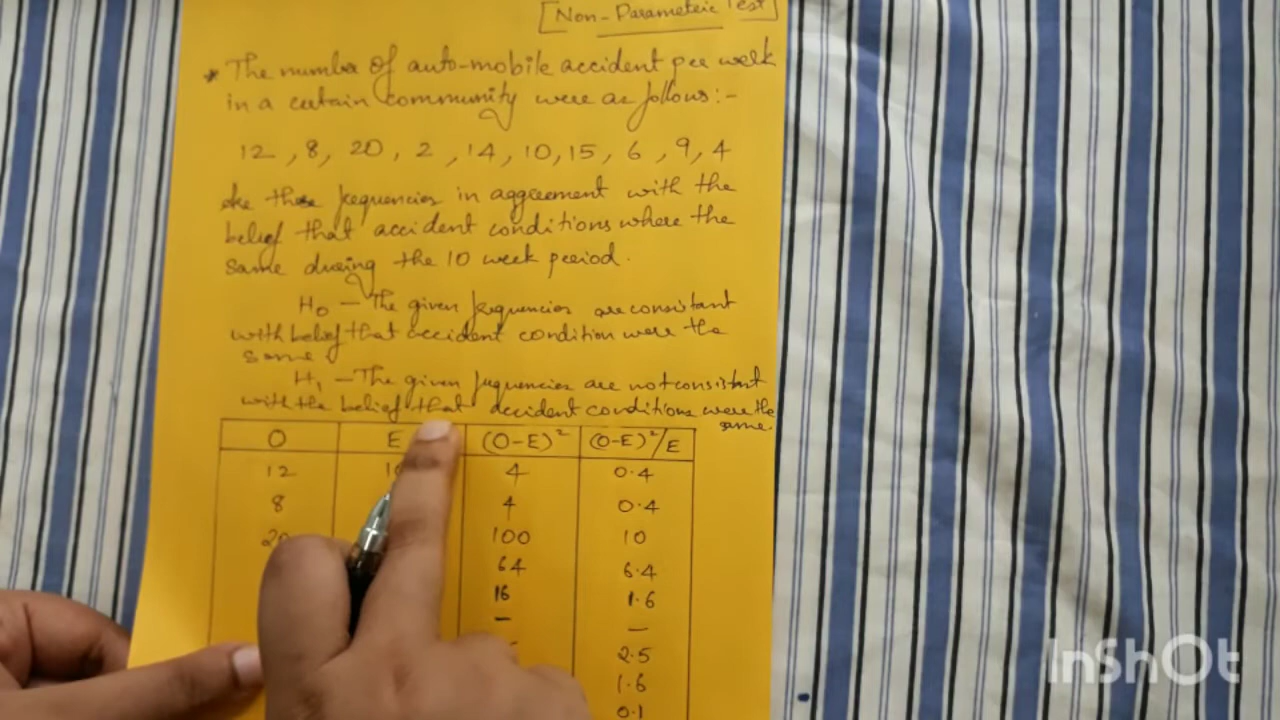 [Non-Parametric Test]
* The number of auto-mobile accident per week
in a certain community were as follows:-
12, 8, 20, 2, 14, 10, 15, 6, 9, 4
Are these frequencies in aggreement with the
belief that accident conditions where the
same during the 10 week period.
H₀ - The given frequencies are consistant
with belief that accident condition were the
same.
H₁ - The given frequencies are not consistant
with the belief that accident conditions were the
same.
O E (O-E)² (O-E)²/E
12 10 4 0.4
8 4 0.4
20 100 10
64 6.4
16 1.6
- -
2.5
1.6
0.1
InShOt